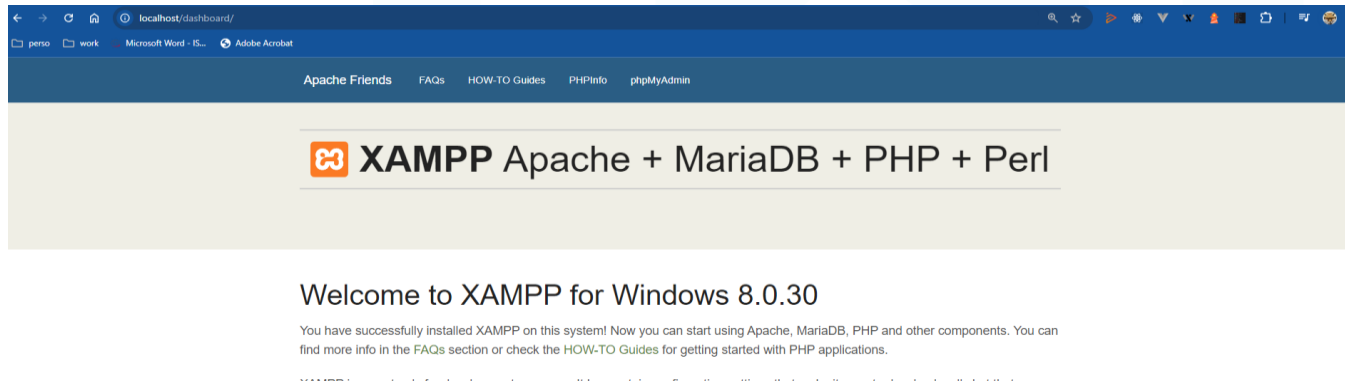 localhost/dashboard/
perso work Microsoft Word - IS... Adobe Acrobat
Apache Friends FAQs HOW-TO Guides PHPInfo phpMyAdmin
XAMPP Apache + MariaDB + PHP + Perl
Welcome to XAMPP for Windows 8.0.30
You have successfully installed XAMPP on this system! Now you can start using Apache, MariaDB, PHP and other components. You can
find more info in the FAQs section or check the HOW-TO Guides for getting started with PHP applications.